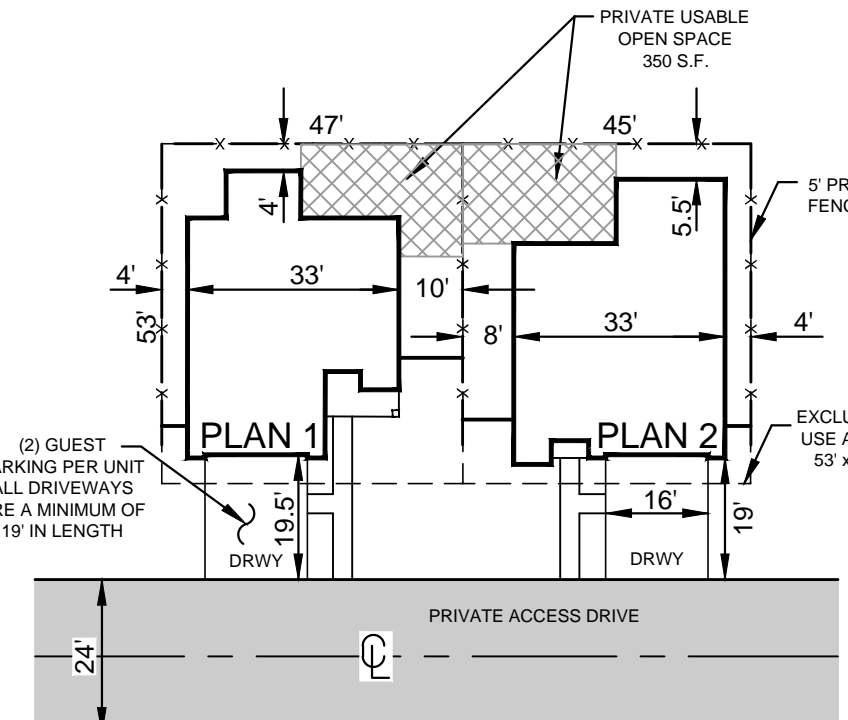 PRIVATE USABLE
OPEN SPACE
350 S.F.
47'
45'
5' PR
FENC
4'
5.5'
4'
33'
10'
53'
8'
33'
4'
PLAN 1
PLAN 2
(2) GUEST
ARKING PER UNIT
ALL DRIVEWAYS
RE A MINIMUM OF
19' IN LENGTH
EXCLU
USE A
53' x
19.5'
16'
19'
DRWY
DRWY
PRIVATE ACCESS DRIVE
24'
CL